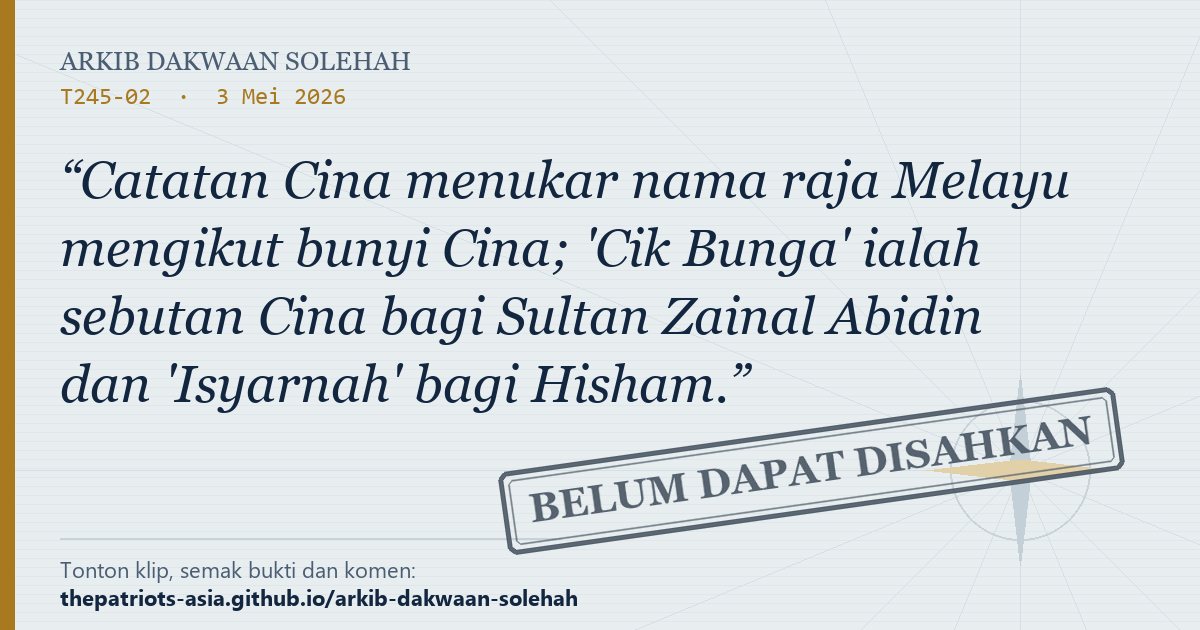 ARKIB DAKWAAN SOLEHAH
T245-02 · 3 Mei 2026
“Catatan Cina menukar nama raja Melayu
mengikut bunyi Cina; 'Cik Bunga' ialah
sebutan Cina bagi Sultan Zainal Abidin
dan 'Isyarnah' bagi Hisham.”
BELUM DAPAT DISAHKAN
Tonton klip, semak bukti dan komen:
thepatriots-asia.github.io/arkib-dakwaan-solehah